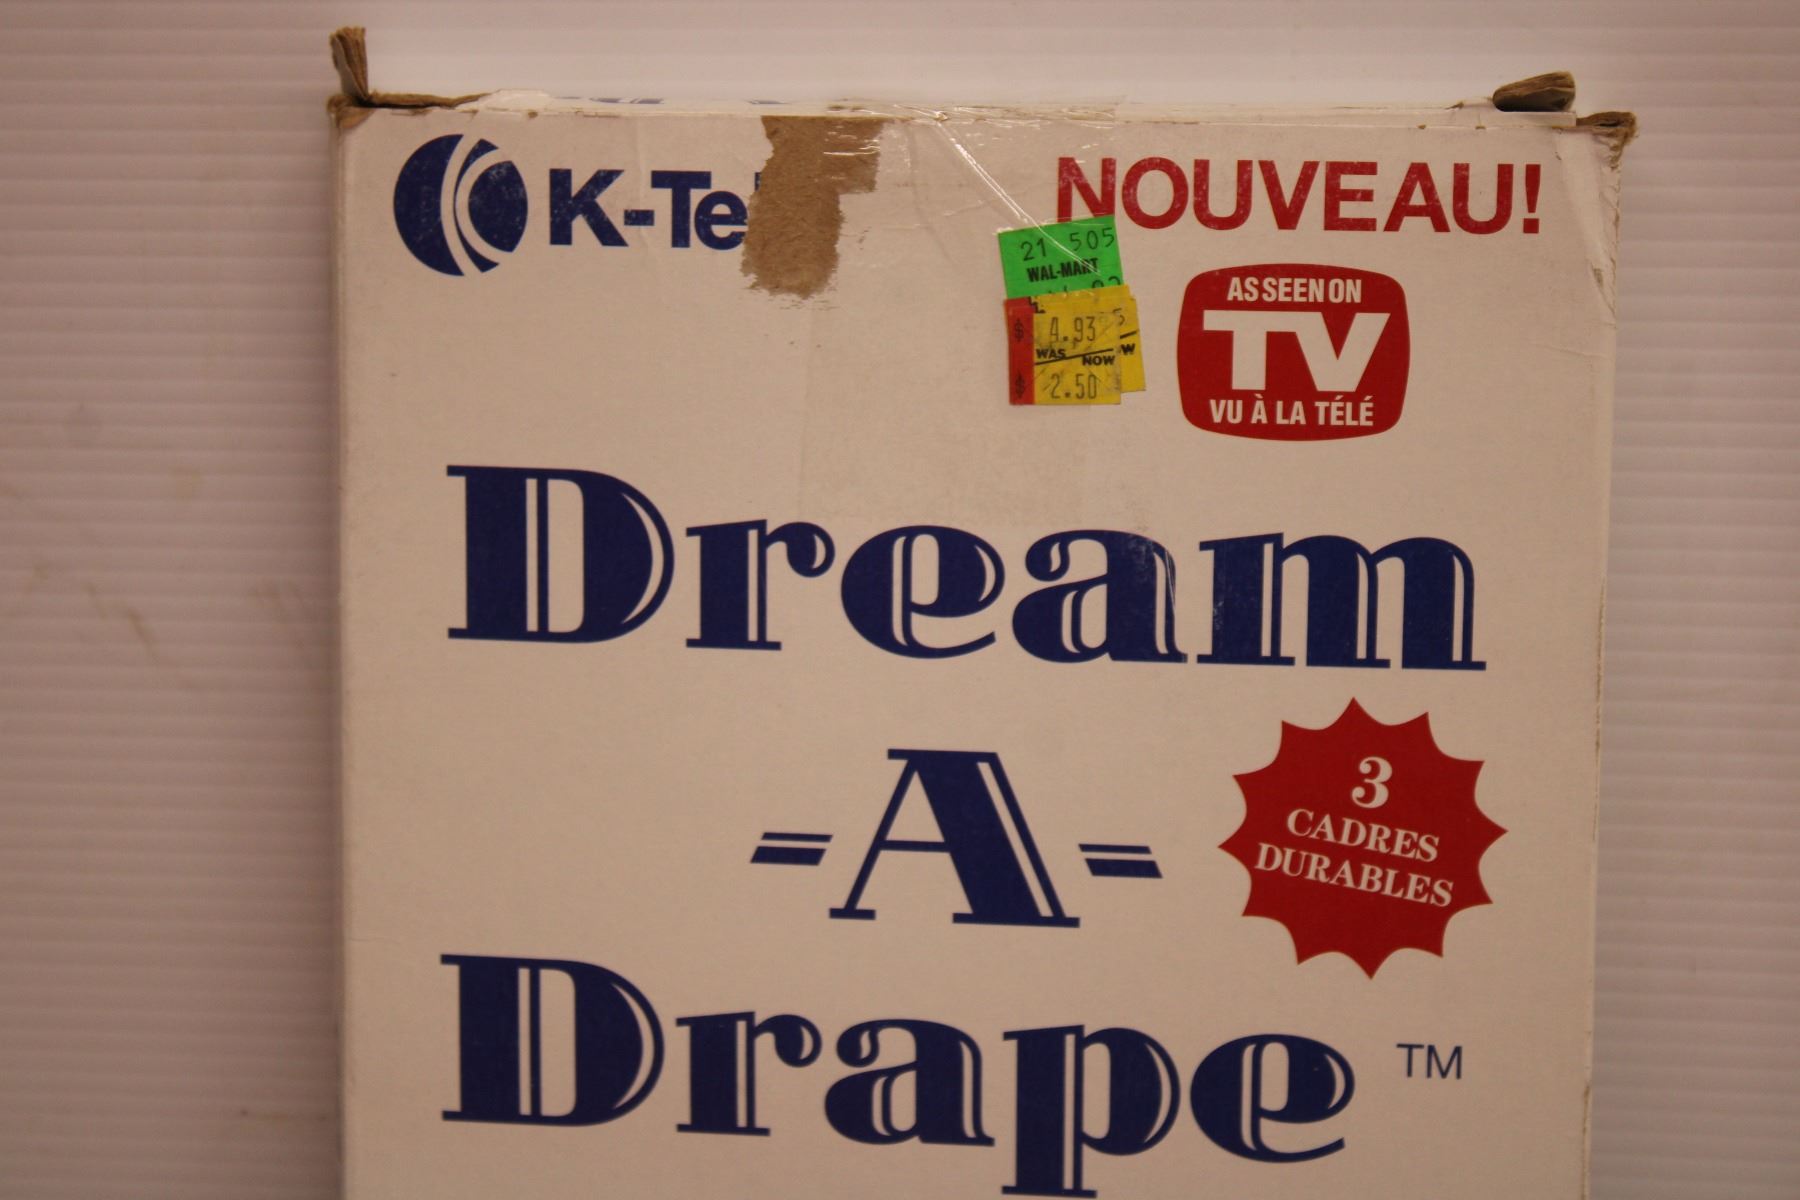 K-Te
NOUVEAU!
21 505
WAL-MART
$ 4.93
WAS NOW W
$ 2.50
AS SEEN ON
TV
VU À LA TÉLÉ
Dream
-A-
Drape TM
3
CADRES
DURABLES